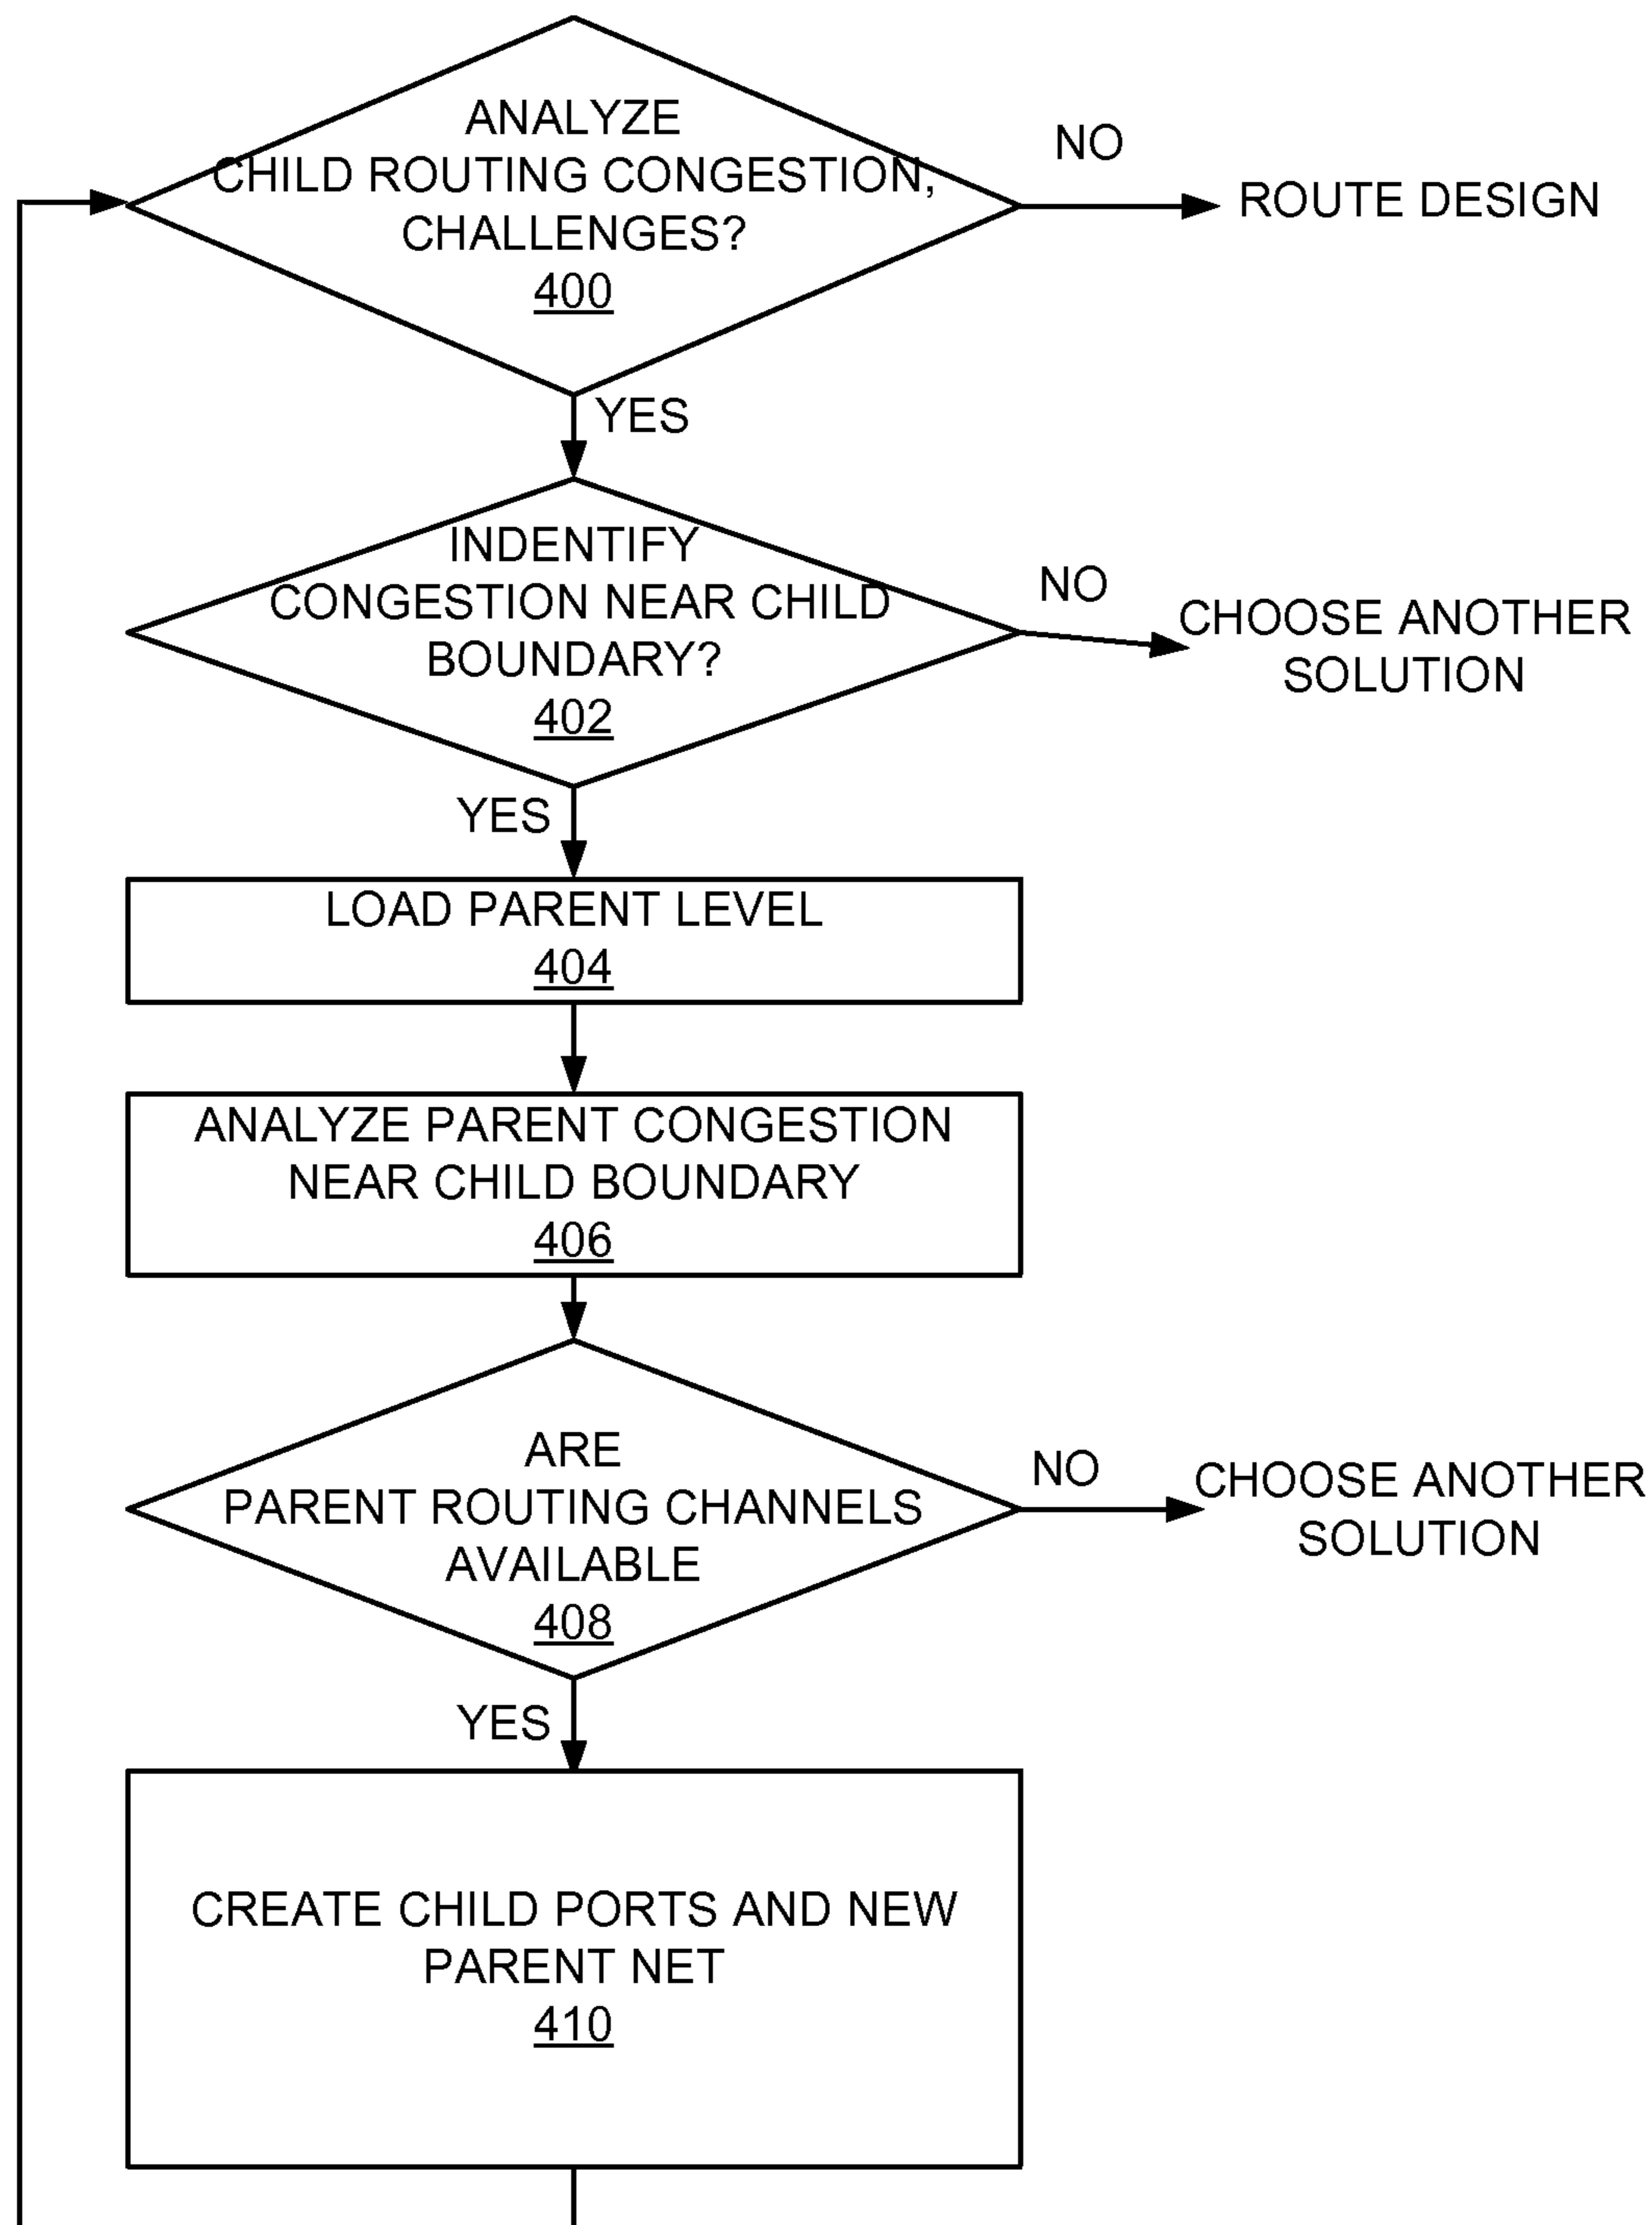 ANALYZE
CHILD ROUTING CONGESTION,
CHALLENGES?
400
NO
ROUTE DESIGN
YES
INDENTIFY
CONGESTION NEAR CHILD
BOUNDARY?
402
NO
CHOOSE ANOTHER
SOLUTION
YES
LOAD PARENT LEVEL
404
ANALYZE PARENT CONGESTION
NEAR CHILD BOUNDARY
406
ARE
PARENT ROUTING CHANNELS
AVAILABLE
408
NO
CHOOSE ANOTHER
SOLUTION
YES
CREATE CHILD PORTS AND NEW
PARENT NET
410